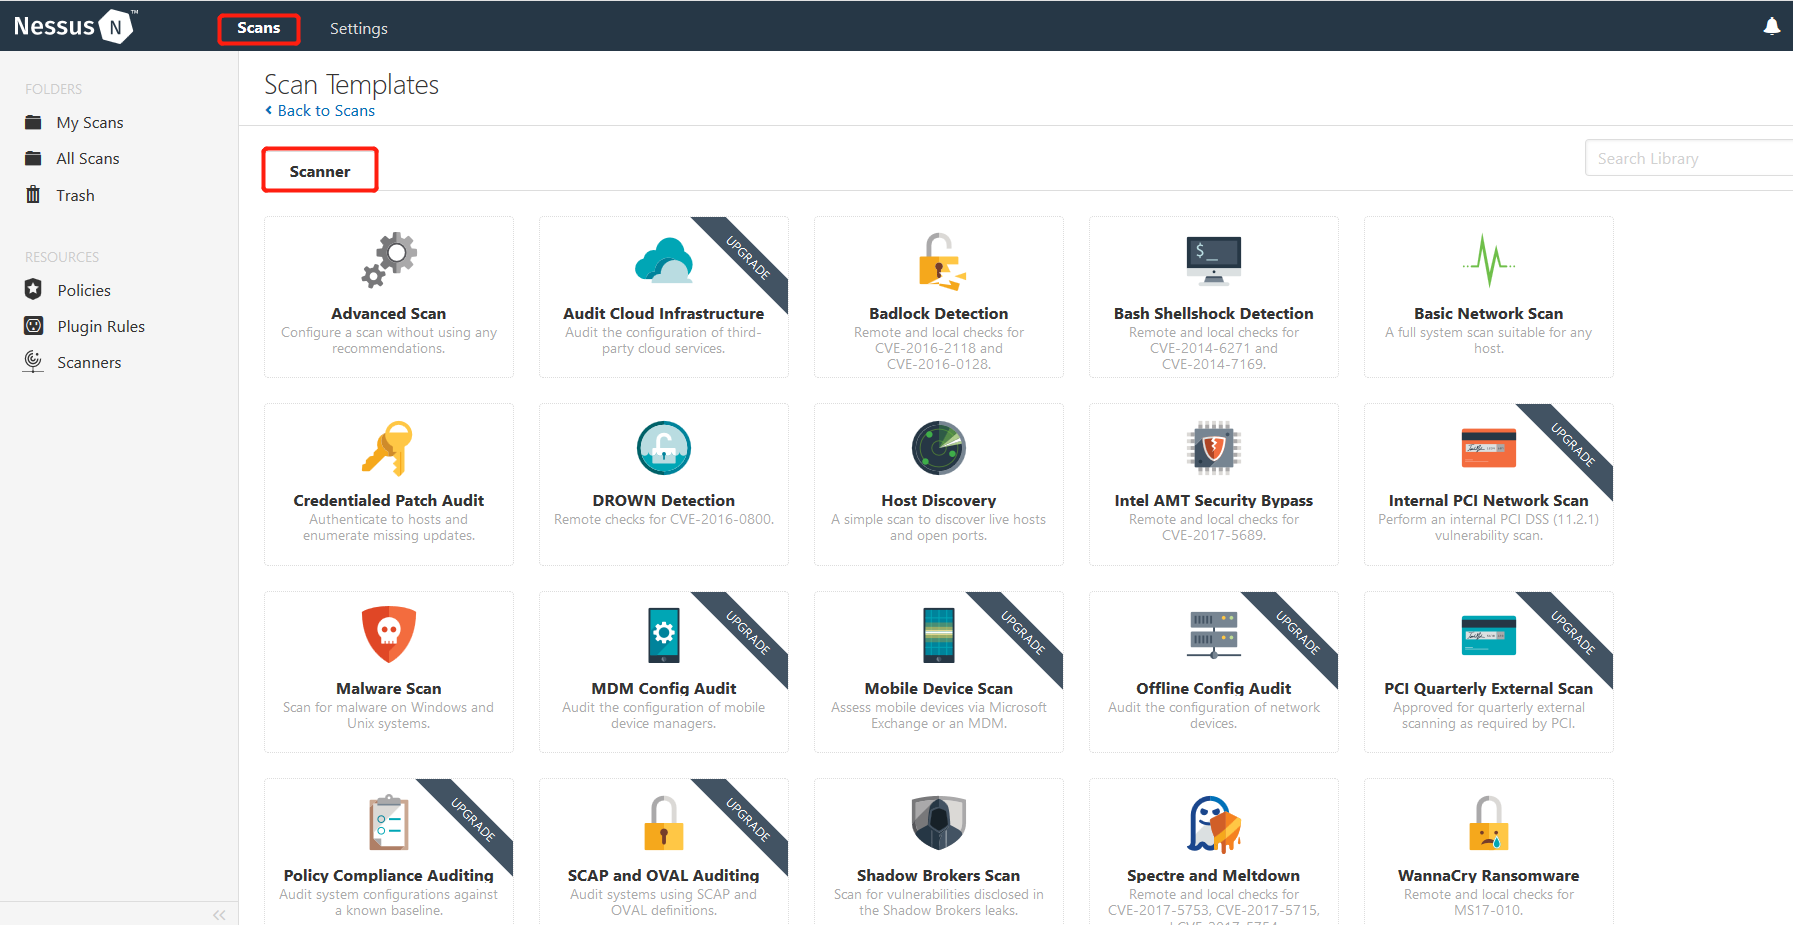 Nessus N ™
Scans
Settings
FOLDERS
My Scans
All Scans
Trash
RESOURCES
Policies
Plugin Rules
Scanners
Scan Templates
Back to Scans
Scanner
Search Library
Advanced Scan
Configure a scan without using any
recommendations.
UPGRADE
Audit Cloud Infrastructure
Audit the configuration of third-
party cloud services.
Badlock Detection
Remote and local checks for
CVE-2016-2118 and
CVE-2016-0128.
$_
Bash Shellshock Detection
Remote and local checks for
CVE-2014-6271 and
CVE-2014-7169.
Basic Network Scan
A full system scan suitable for any
host.
Credentialed Patch Audit
Authenticate to hosts and
enumerate missing updates.
DROWN Detection
Remote checks for CVE-2016-0800.
Host Discovery
A simple scan to discover live hosts
and open ports.
Intel AMT Security Bypass
Remote and local checks for
CVE-2017-5689.
UPGRADE
Internal PCI Network Scan
Perform an internal PCI DSS (11.2.1)
vulnerability scan.
Malware Scan
Scan for malware on Windows and
Unix systems.
UPGRADE
MDM Config Audit
Audit the configuration of mobile
device managers.
UPGRADE
Mobile Device Scan
Assess mobile devices via Microsoft
Exchange or an MDM.
UPGRADE
Offline Config Audit
Audit the configuration of network
devices.
UPGRADE
PCI Quarterly External Scan
Approved for quarterly external
scanning as required by PCI.
UPGRADE
Policy Compliance Auditing
Audit system configurations against
a known baseline.
UPGRADE
SCAP and OVAL Auditing
Audit systems using SCAP and
OVAL definitions.
Shadow Brokers Scan
Scan for vulnerabilities disclosed in
the Shadow Brokers leaks.
Spectre and Meltdown
Remote and local checks for
CVE-2017-5753, CVE-2017-5715,
WannaCry Ransomware
Remote and local checks for
MS17-010.